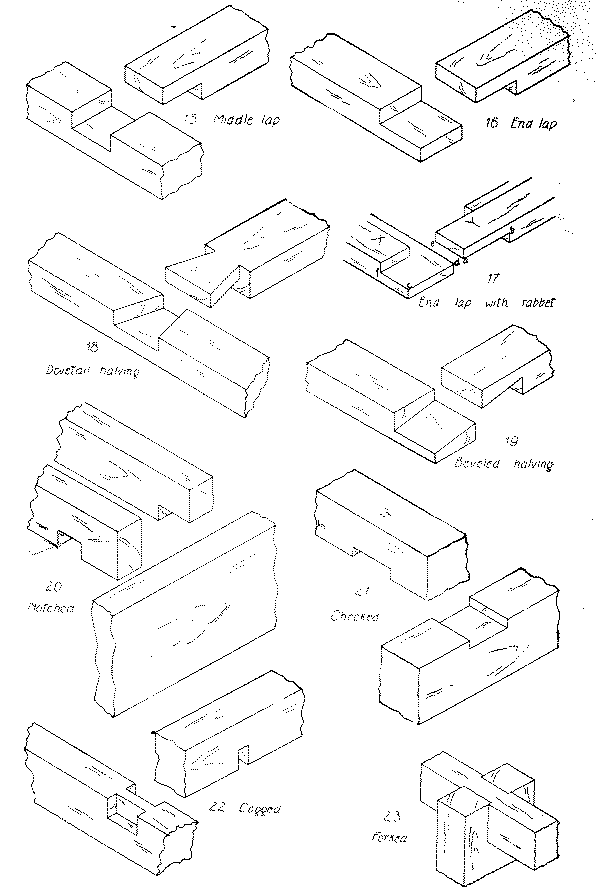 15 Middle lap
16 End lap
17
End lap with rabbet
18
Dovetail halving
19
Beveled halving
20
Notched
21
Checked
22 Cogged
23
Forked